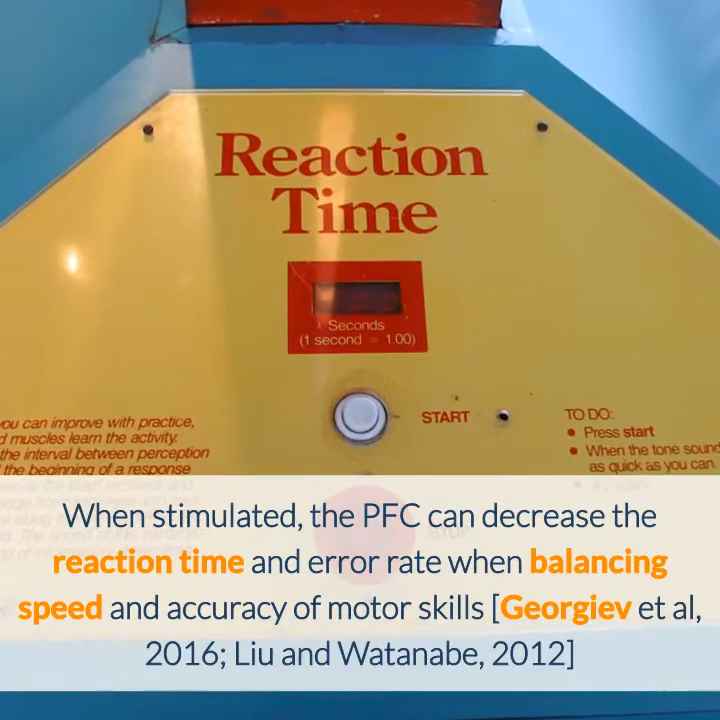 Reaction
Time
Seconds
(1 second = 1.00)
START
you can improve with practice,
d muscles learn the activity.
the interval between perception
the beginning of a response
TO DO:
• Press start
• When the tone sound
as quick as you can.
STOP
When stimulated, the PFC can decrease the
reaction time and error rate when balancing
speed and accuracy of motor skills [Georgiev et al,
2016; Liu and Watanabe, 2012]